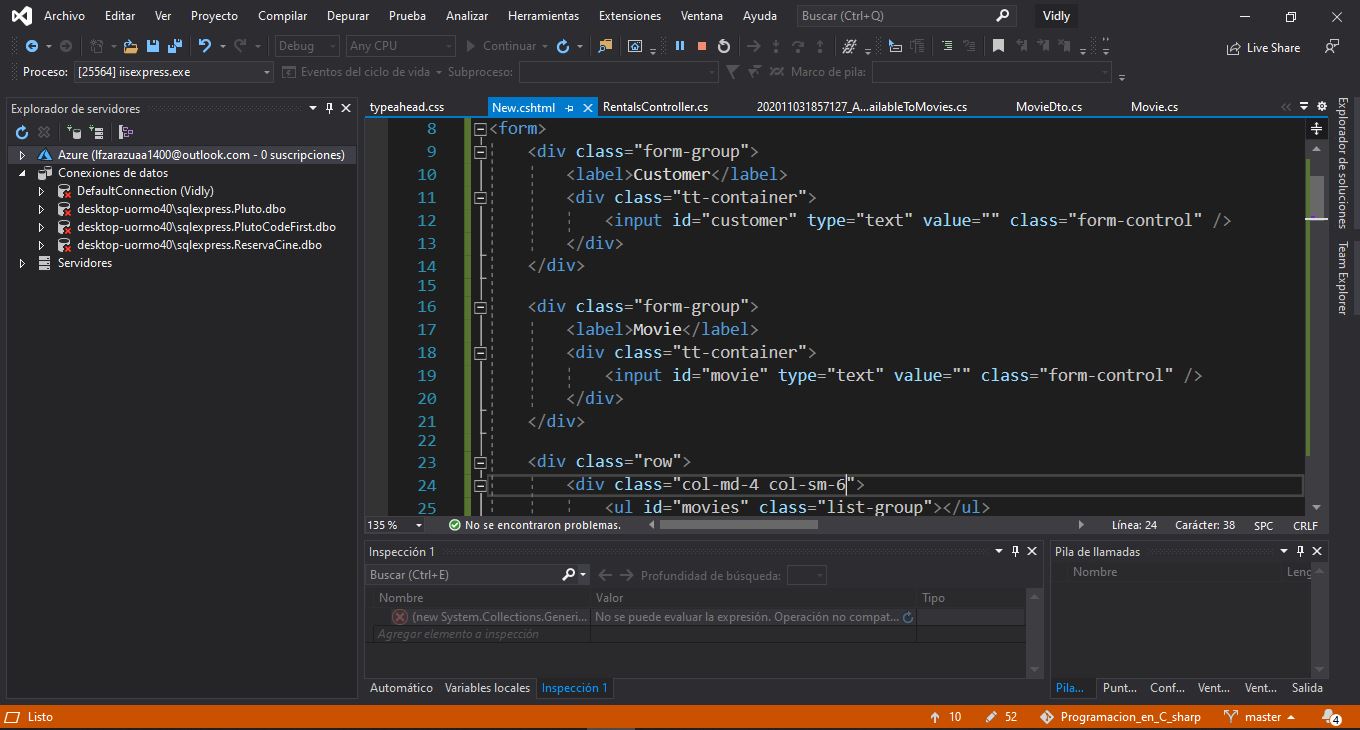 Archivo Editar Ver Proyecto Compilar Depurar Prueba Analizar Herramientas Extensiones Ventana Ayuda Buscar (Ctrl+Q) Vidly
Debug Any CPU Continuar Live Share
Proceso: [25564] iisexpress.exe Eventos del ciclo de vida Subproceso: Marco de pila:
Explorador de servidores
Azure (lfzarazuaa1400@outlook.com - 0 suscripciones)
Conexiones de datos
DefaultConnection (Vidly)
desktop-uormo40\sqlexpress.Pluto.dbo
desktop-uormo40\sqlexpress.PlutoCodeFirst.dbo
desktop-uormo40\sqlexpress.ReservaCine.dbo
Servidores
typeahead.css New.cshtml RentalsController.cs 202011031857127_A...ailableToMovies.cs MovieDto.cs Movie.cs
8 <form>
9 <div class="form-group">
10 <label>Customer</label>
11 <div class="tt-container">
12 <input id="customer" type="text" value="" class="form-control" />
13 </div>
14 </div>
15
16 <div class="form-group">
17 <label>Movie</label>
18 <div class="tt-container">
19 <input id="movie" type="text" value="" class="form-control" />
20 </div>
21 </div>
22
23 <div class="row">
24 <div class="col-md-4 col-sm-6">
25 <ul id="movies" class="list-group"></ul>
135 % No se encontraron problemas. Línea: 24 Carácter: 38 SPC CRLF
Explorador de soluciones
Team Explorer
Inspección 1
Buscar (Ctrl+E) Profundidad de búsqueda:
Nombre Valor Tipo
(new System.Collections.Generi... No se puede evaluar la expresión. Operación no compat...
Agregar elemento a inspección
Automático Variables locales Inspección 1
Pila de llamadas
Nombre Leng
Pila... Punt... Conf... Vent... Vent... Salida
Listo 10 52 Programacion_en_C_sharp master 4